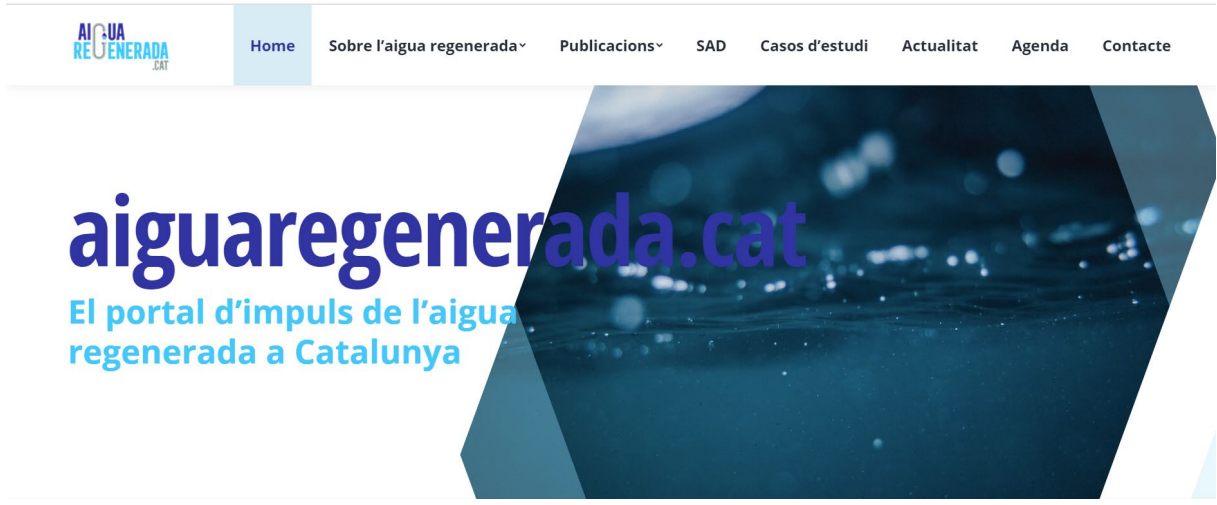 AIGUA
REGENERADA
.CAT
Home Sobre l’aigua regenerada Publicacions SAD Casos d’estudi Actualitat Agenda Contacte
aiguaregenerada.cat
El portal d’impuls de l’aigua
regenerada a Catalunya